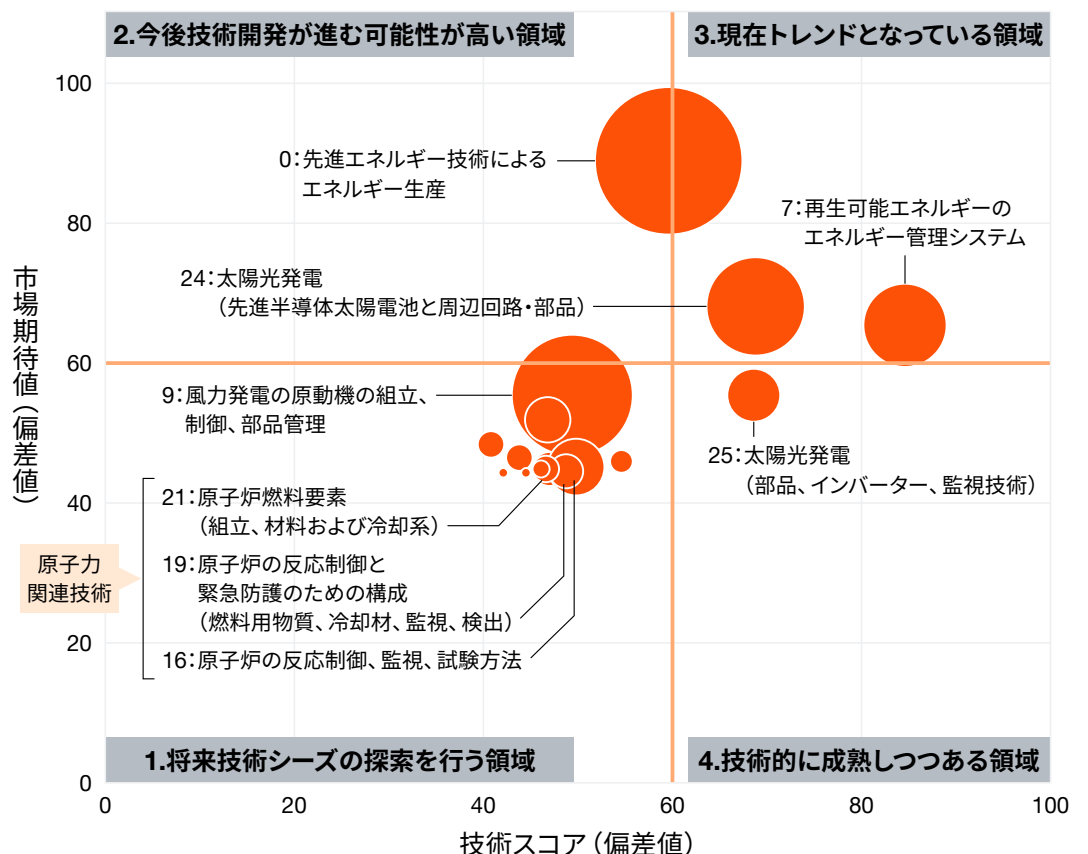 2.今後技術開発が進む可能性が高い領域
3.現在トレンドとなっている領域
100
0：先進エネルギー技術による
エネルギー生産
80
7：再生可能エネルギーの
エネルギー管理システム
24：太陽光発電
（先進半導体太陽電池と周辺回路・部品）
市場期待値（偏差値）
60
9：風力発電の原動機の組立、
制御、部品管理
25：太陽光発電
（部品、インバーター、監視技術）
40
21：原子炉燃料要素
（組立、材料および冷却系）
原子力
関連技術
19：原子炉の反応制御と
緊急防護のための構成
（燃料用物質、冷却材、監視、検出）
20
16：原子炉の反応制御、監視、試験方法
1.将来技術シーズの探索を行う領域
4.技術的に成熟しつつある領域
0
0
20
40
60
80
100
技術スコア（偏差値）